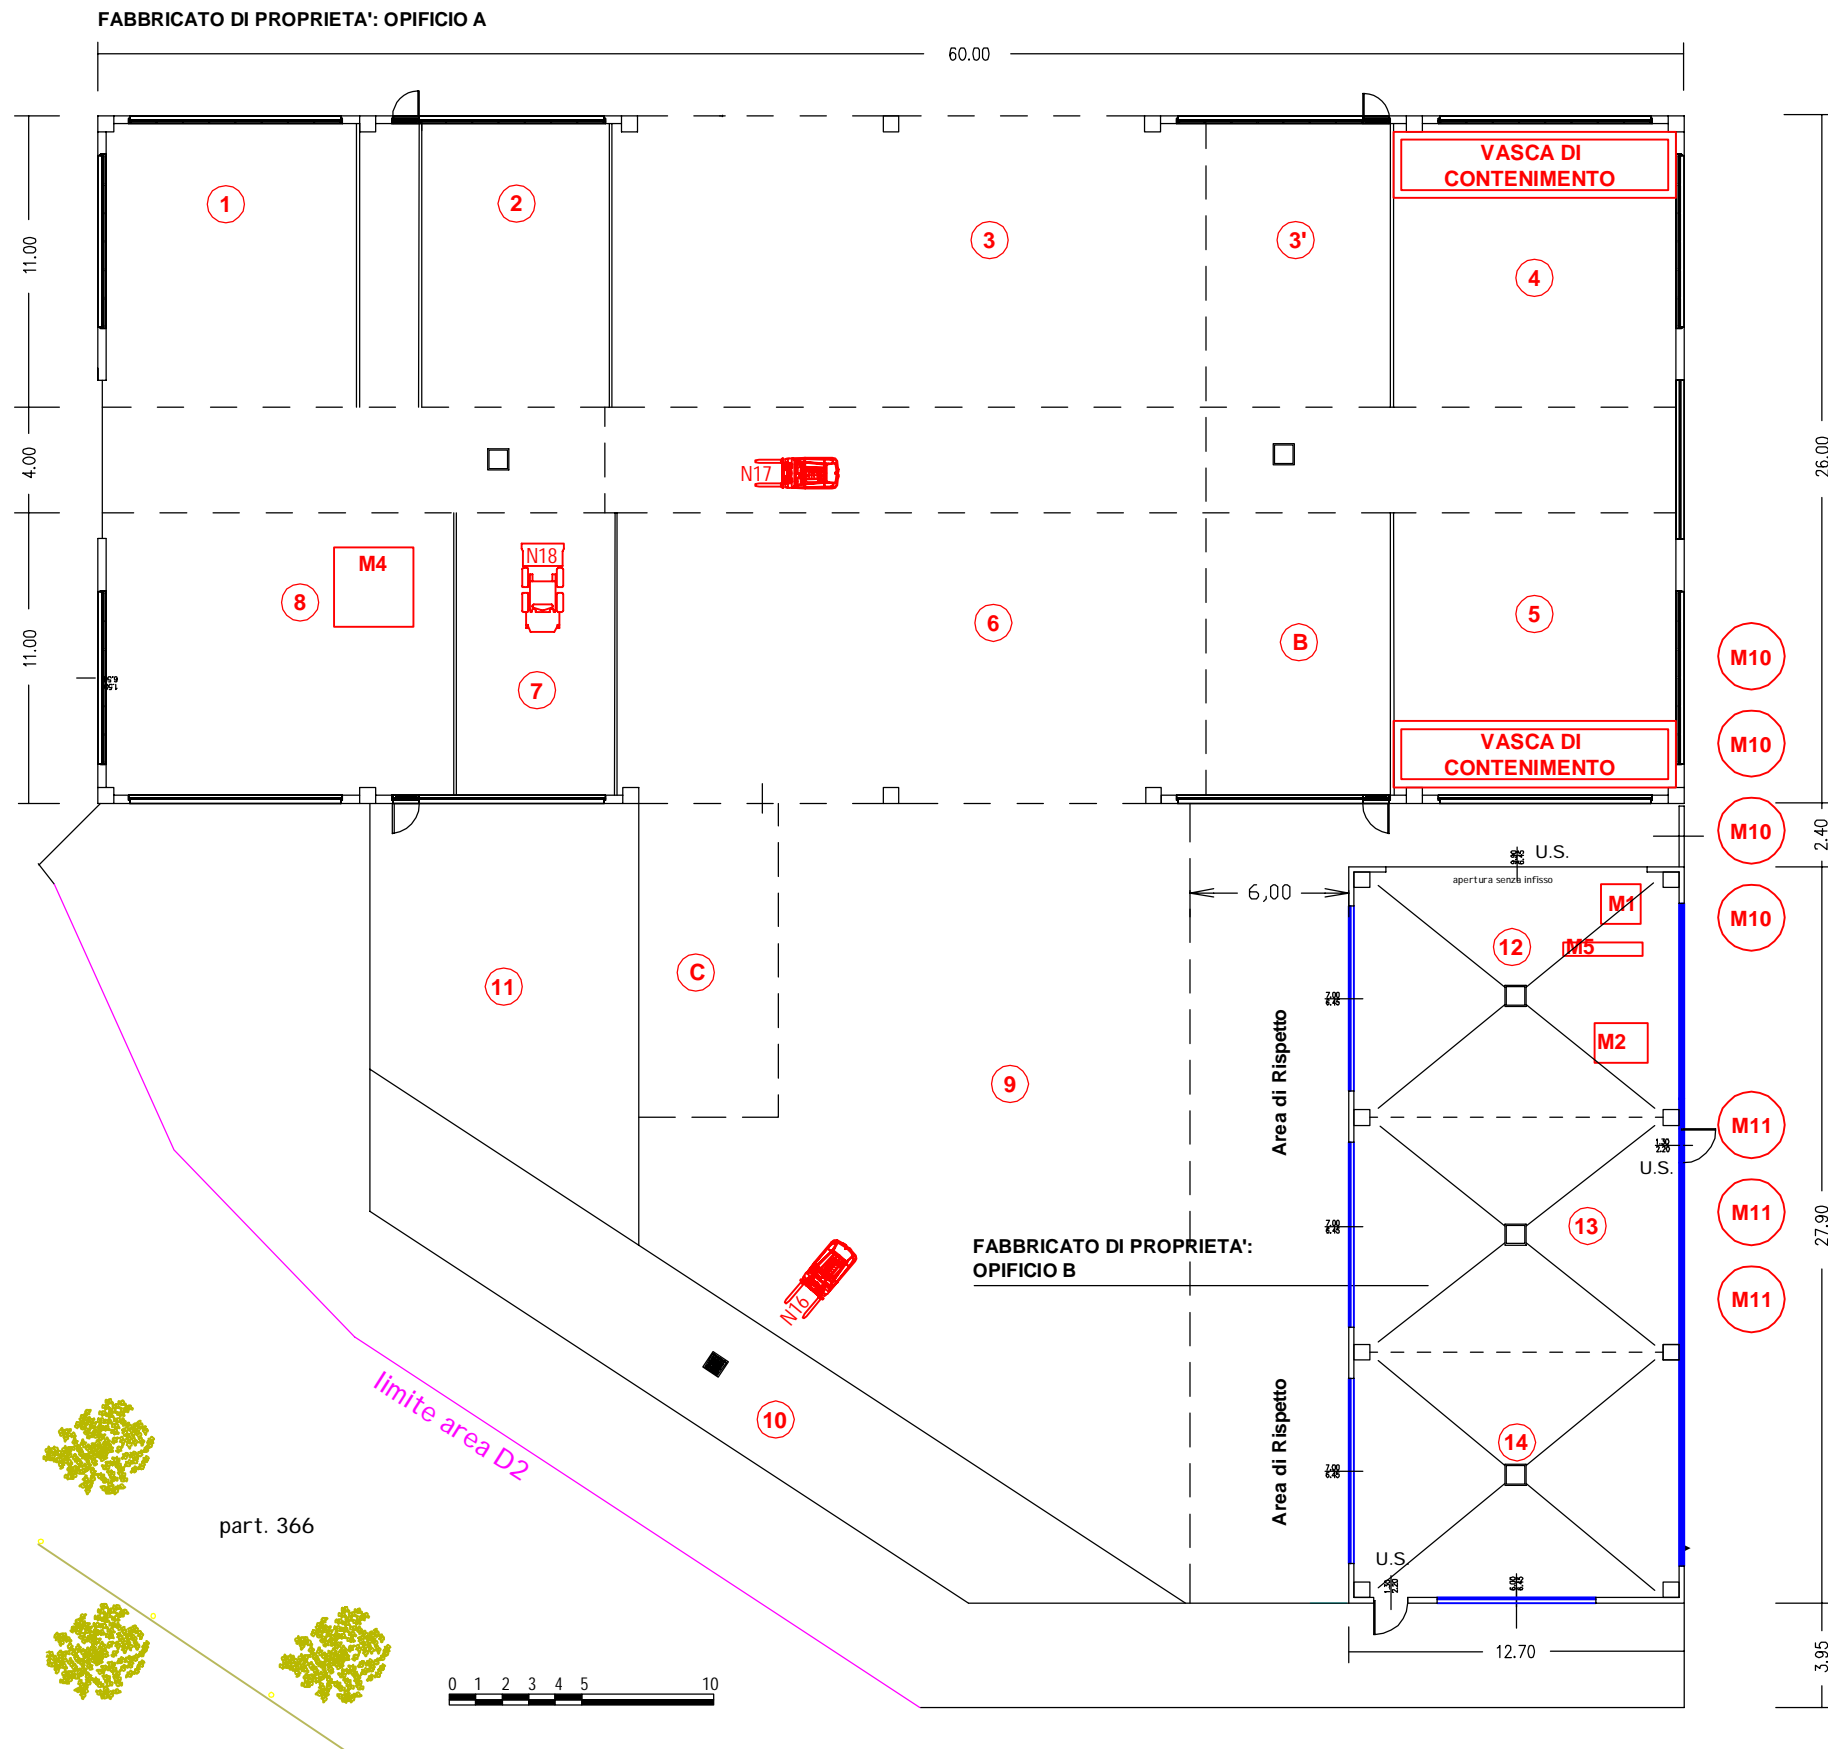 FABBRICATO DI PROPRIETA': OPIFICIO A
60.00
VASCA DI
CONTENIMENTO
1
2
3
3'
4
11.00
4.00
26.00
N17
N18
M4
8
6
B
5
7
11.00
M10
M10
M10
M10
VASCA DI
CONTENIMENTO
2.40
U.S.
apertura senza infisso
6,00
M1
M5
12
M2
11
C
9
Area di Rispetto
M11
M11
M11
U.S.
13
27.90
FABBRICATO DI PROPRIETA':
OPIFICIO B
N16
10
limite area D2
Area di Rispetto
14
U.S.
part. 366
12.70
3.95
0 1 2 3 4 5 10